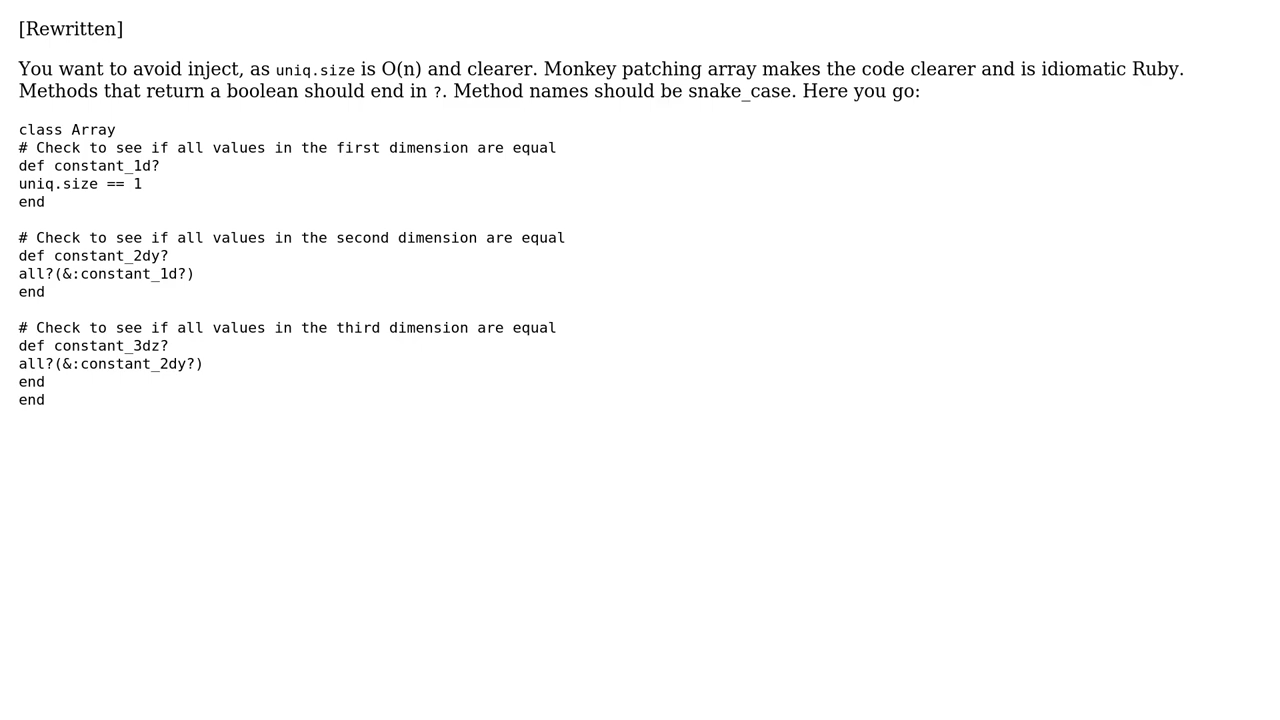 [Rewritten]
You want to avoid inject, as uniq.size is O(n) and clearer. Monkey patching array makes the code clearer and is idiomatic Ruby.
Methods that return a boolean should end in ?. Method names should be snake_case. Here you go:
class Array
# Check to see if all values in the first dimension are equal
def constant_1d?
uniq.size == 1
end
# Check to see if all values in the second dimension are equal
def constant_2dy?
all?(&:constant_1d?)
end
# Check to see if all values in the third dimension are equal
def constant_3dz?
all?(&:constant_2dy?)
end
end